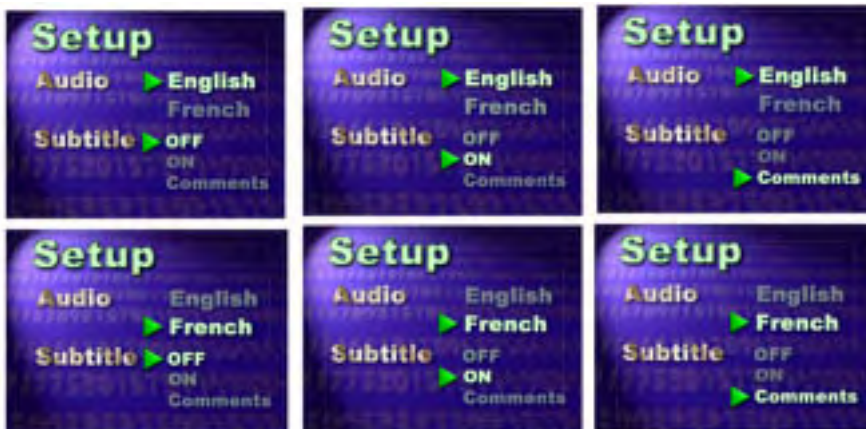 Setup
Audio English
French
Subtitle OFF
ON
Comments
Setup
Audio English
French
Subtitle OFF
ON
Comments
Setup
Audio English
French
Subtitle OFF
ON
Comments
Setup
Audio English
French
Subtitle OFF
ON
Comments
Setup
Audio English
French
Subtitle OFF
ON
Comments
Setup
Audio English
French
Subtitle OFF
ON
Comments